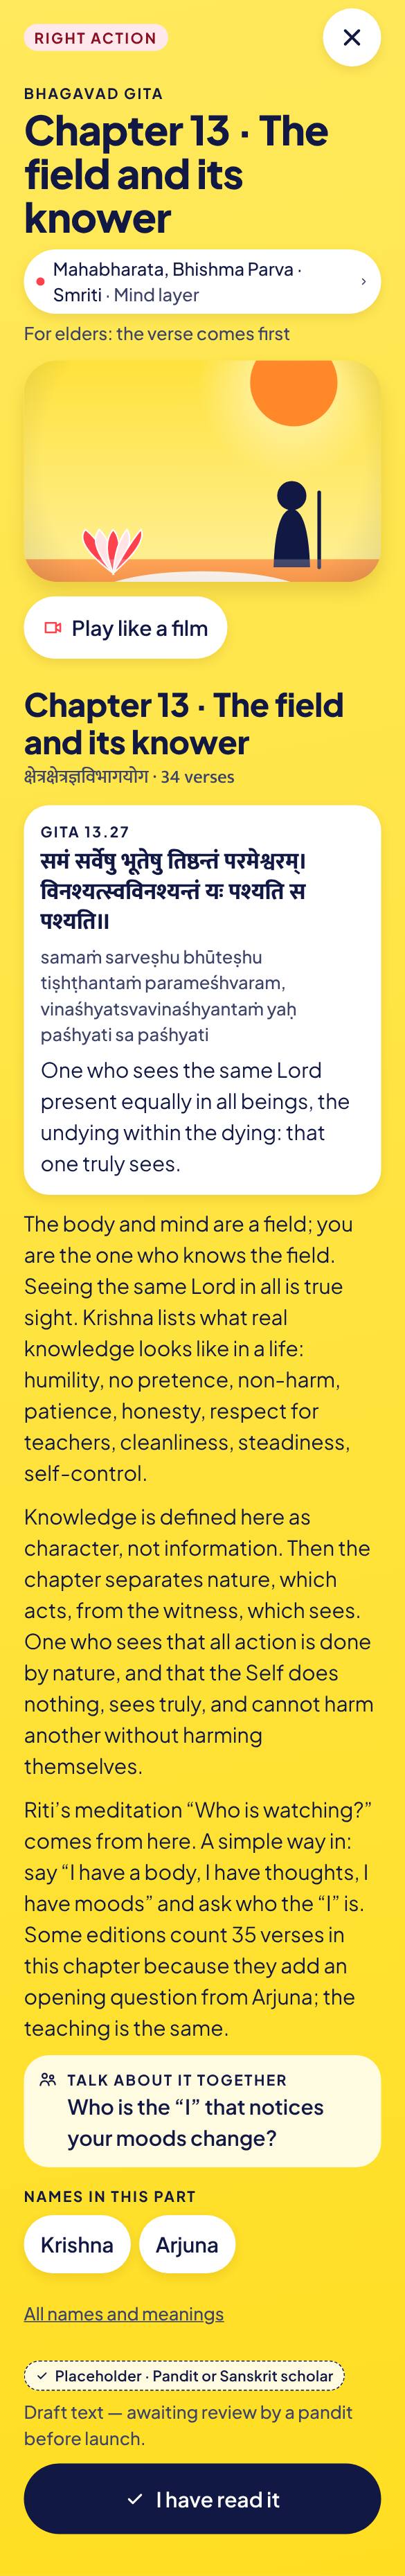 RIGHT ACTION
BHAGAVAD GITA
Chapter 13 · The
field and its
knower
Mahabharata, Bhishma Parva ·
Smriti · Mind layer
For elders: the verse comes first
Play like a film
Chapter 13 · The field
and its knower
क्षेत्रक्षेत्रज्ञविभागयोग · 34 verses
GITA 13.27
समं सर्वेषु भूतेषु तिष्ठन्तं परमेश्वरम्।
विनश्यत्स्वविनश्यन्तं यः पश्यति स
पश्यति॥
samaṁ sarveṣhu bhūteṣhu
tiṣhṭhantaṁ parameśhvaram,
vinaśhyatsvavinaśhyantaṁ yaḥ
paśhyati sa paśhyati
One who sees the same Lord
present equally in all beings, the
undying within the dying: that
one truly sees.
The body and mind are a field; you
are the one who knows the field.
Seeing the same Lord in all is true
sight. Krishna lists what real
knowledge looks like in a life:
humility, no pretence, non-harm,
patience, honesty, respect for
teachers, cleanliness, steadiness,
self-control.
Knowledge is defined here as
character, not information. Then the
chapter separates nature, which
acts, from the witness, which sees.
One who sees that all action is done
by nature, and that the Self does
nothing, sees truly, and cannot harm
another without harming
themselves.
Riti’s meditation “Who is watching?”
comes from here. A simple way in:
say “I have a body, I have thoughts, I
have moods” and ask who the “I” is.
Some editions count 35 verses in
this chapter because they add an
opening question from Arjuna; the
teaching is the same.
TALK ABOUT IT TOGETHER
Who is the “I” that notices
your moods change?
NAMES IN THIS PART
Krishna
Arjuna
All names and meanings
Placeholder · Pandit or Sanskrit scholar
Draft text — awaiting review by a pandit
before launch.
I have read it